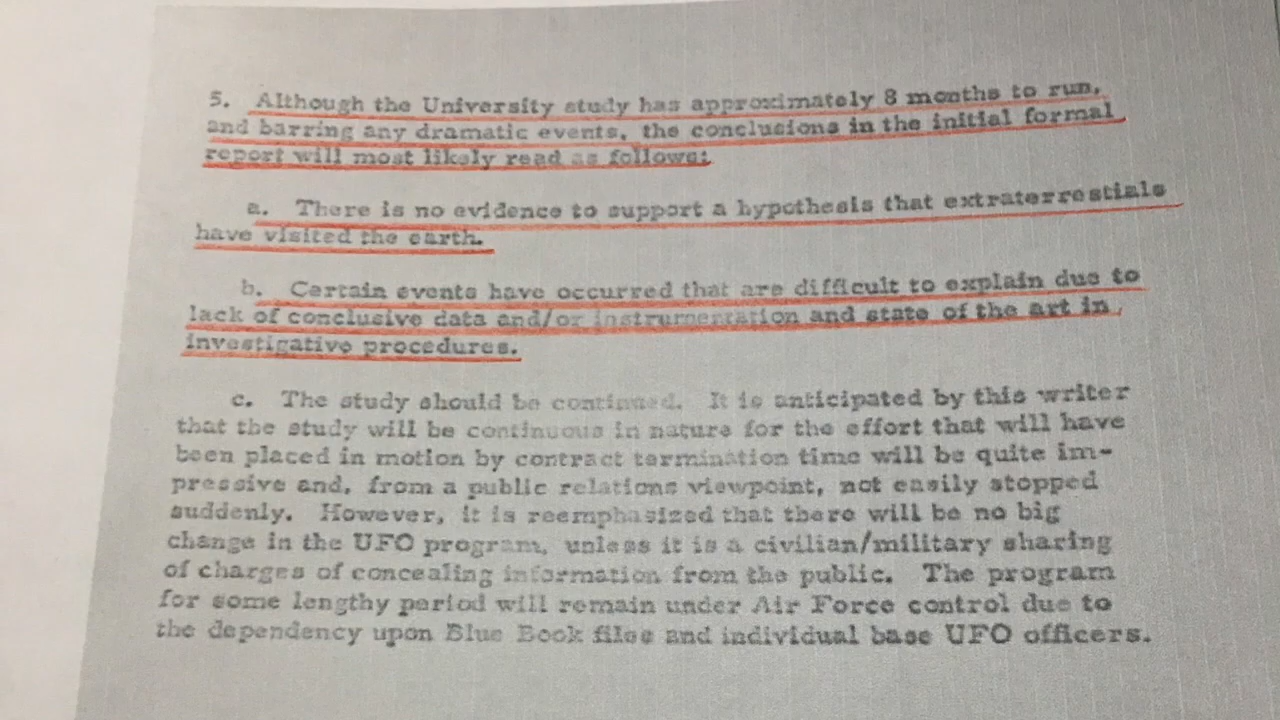 5. Although the University study has approximately 8 months to run,
and barring any dramatic events, the conclusions in the initial formal
report will most likely read as follows:
a. There is no evidence to support a hypothesis that extraterrestials
have visited the earth.
b. Certain events have occurred that are difficult to explain due to
lack of conclusive data and/or instrumentation and state of the art in
investigative procedures.
c. The study should be continued. It is anticipated by this writer
that the study will be continuous in nature for the effort that will have
been placed in motion by contract termination time will be quite im-
pressive and, from a public relations viewpoint, not easily stopped
suddenly. However, it is reemphasized that there will be no big
change in the UFO program, unless it is a civilian/military sharing
of charges of concealing information from the public. The program
for some lengthy period will remain under Air Force control due to
the dependency upon Blue Book files and individual base UFO officers.